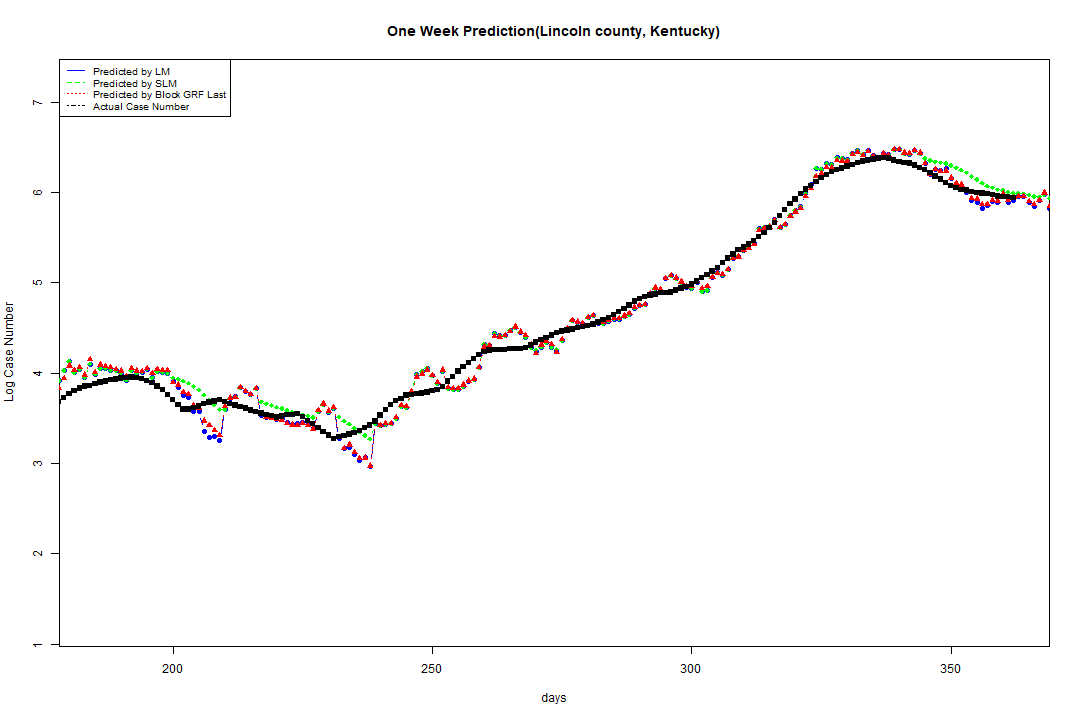 One Week Prediction(Lincoln county, Kentucky)
Predicted by LM
Predicted by SLM
Predicted by Block GRF Last
Actual Case Number
7
6
5
4
3
2
1
Log Case Number
200 250 300 350
days